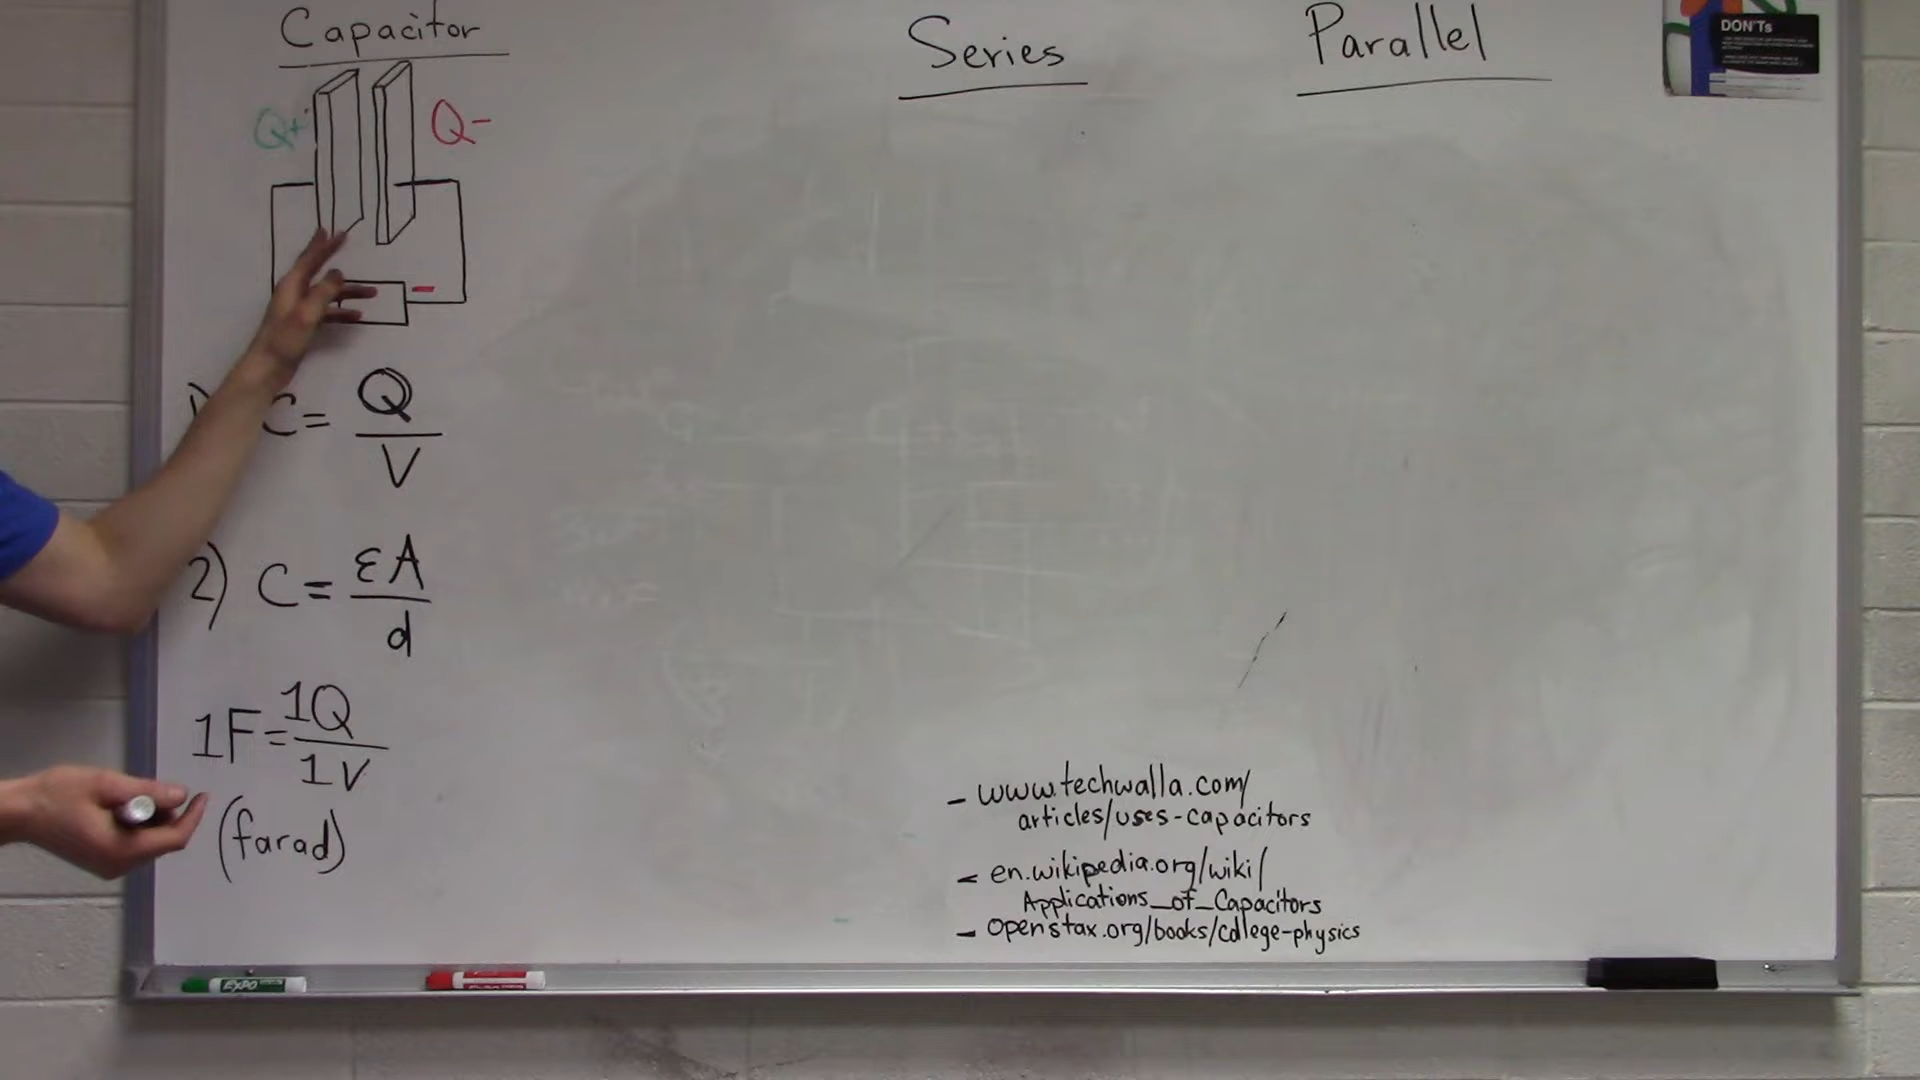 Capacitor
Q+
Q-
-
1) C = Q
V
2) C = εA
d
1F = 1Q
1V
(farad)
Series
Parallel
DON'Ts
- www.techwalla.com/
articles/uses-capacitors
- en.wikipedia.org/wiki/
Applications_of_Capacitors
- openstax.org/books/college-physics
EXPO